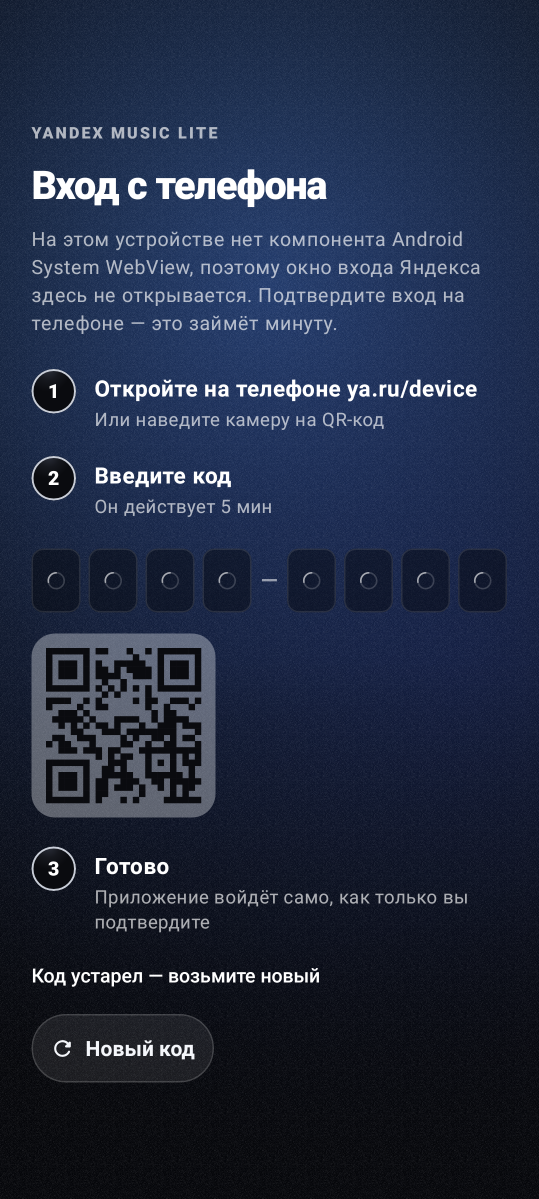 YANDEX MUSIC LITE
Вход с телефона
На этом устройстве нет компонента Android
System WebView, поэтому окно входа Яндекса
здесь не открывается. Подтвердите вход на
телефоне — это займёт минуту.
1 Откройте на телефоне ya.ru/device
Или наведите камеру на QR-код
2 Введите код
Он действует 5 мин
–
3 Готово
Приложение войдёт само, как только вы
подтвердите
Код устарел — возьмите новый
Новый код